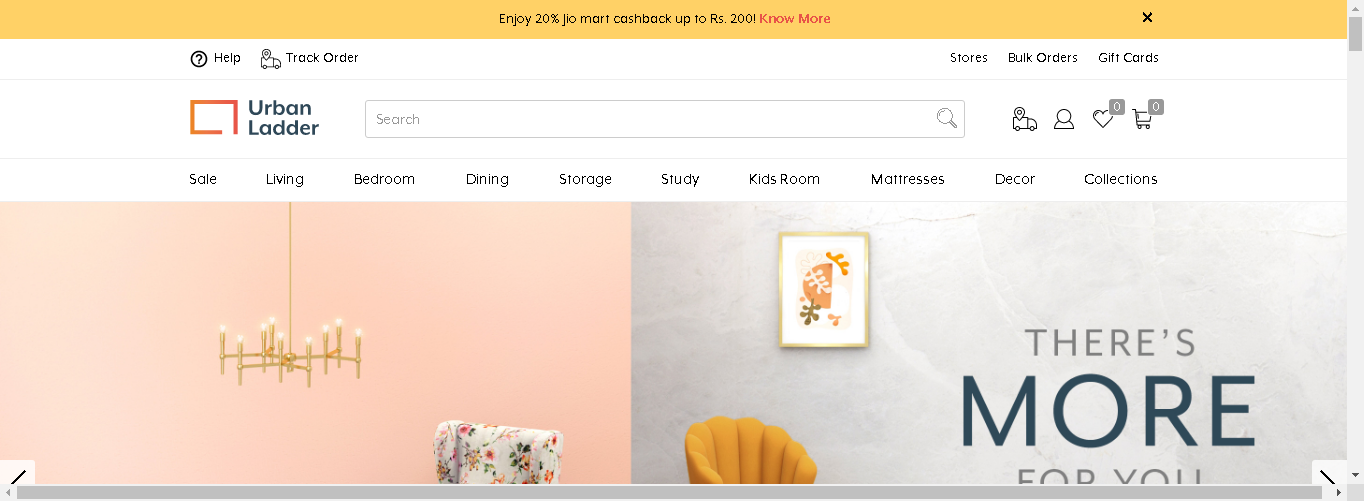 Enjoy 20% Jio mart cashback up to Rs. 200! Know More
Help Track Order Stores Bulk Orders Gift Cards
Urban
Ladder
Search
0 0
Sale Living Bedroom Dining Storage Study Kids Room Mattresses Decor Collections
THERE'S
MORE
FOR YOU